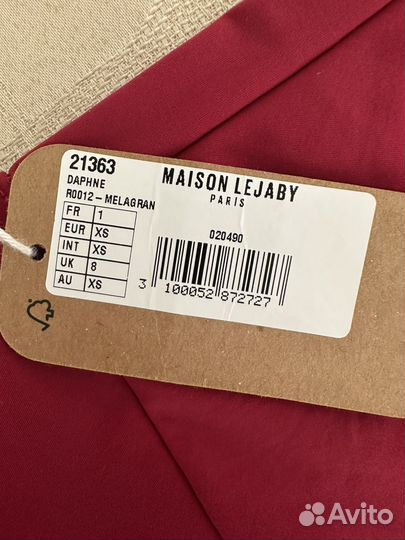 21363
DAPHNE
R0012 – MELAGRAN
FR 1
EUR XS
INT XS
UK 8
AU XS
MAISON LEJABY
PARIS
020490
3 100052 872727
Avito